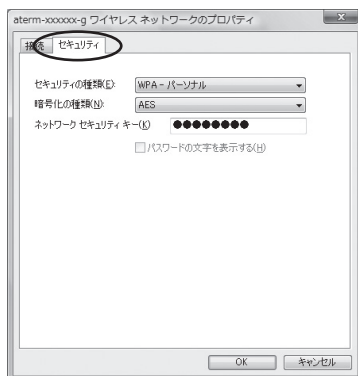 aterm-xxxxxx-g ワイヤレス ネットワークのプロパティ
接続 セキュリティ
セキュリティの種類(E): WPA - パーソナル
暗号化の種類(N): AES
ネットワーク セキュリティ キー(K) ●●●●●●●●
パスワードの文字を表示する(H)
OK キャンセル